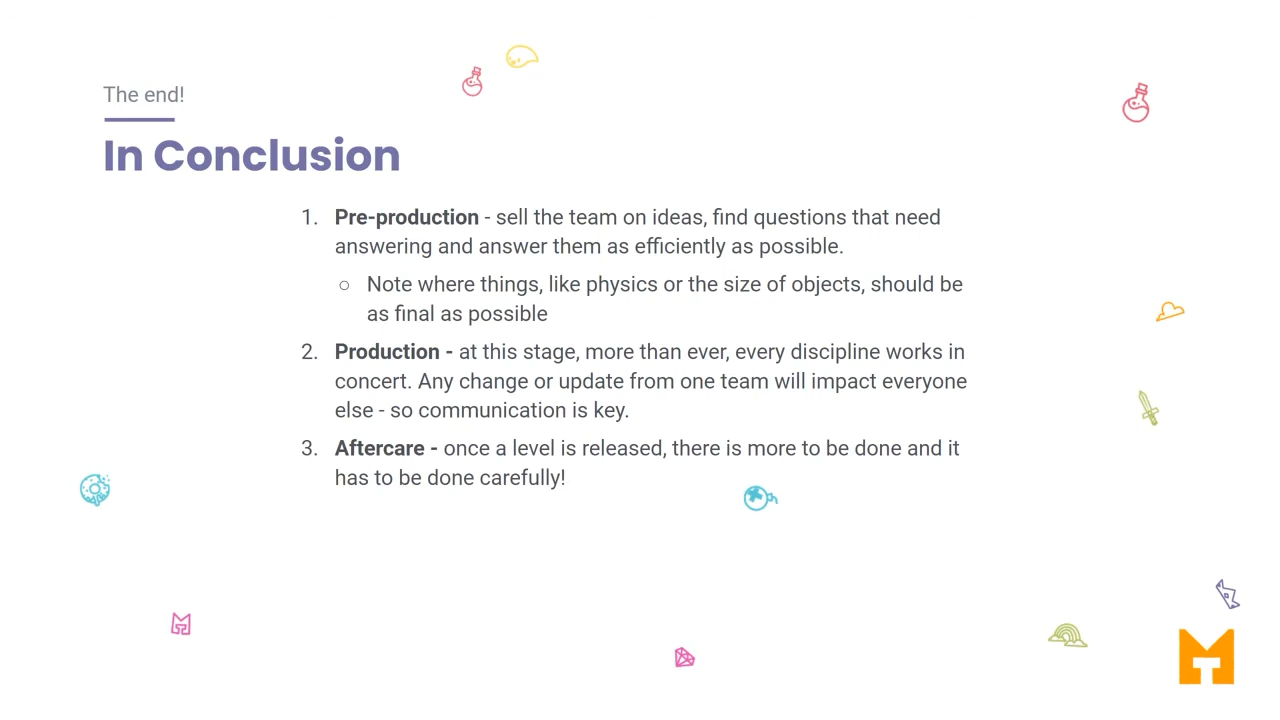 The end!
In Conclusion
1. Pre-production - sell the team on ideas, find questions that need
answering and answer them as efficiently as possible.
○ Note where things, like physics or the size of objects, should be
as final as possible
2. Production - at this stage, more than ever, every discipline works in
concert. Any change or update from one team will impact everyone
else - so communication is key.
3. Aftercare - once a level is released, there is more to be done and it
has to be done carefully!